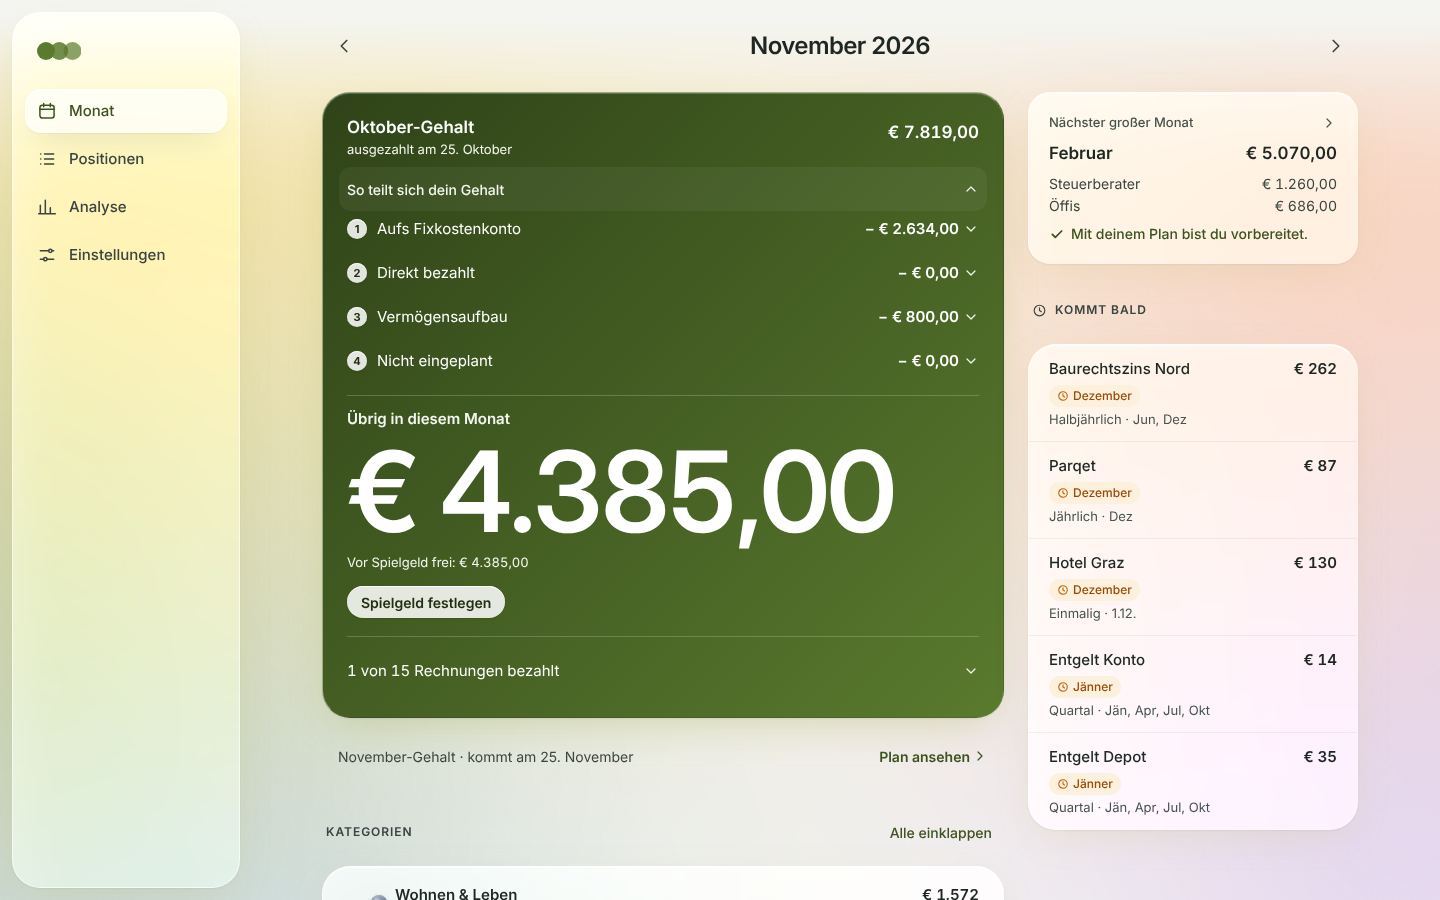 Monat
Positionen
Analyse
Einstellungen
November 2026
Oktober-Gehalt
€ 7.819,00
ausgezahlt am 25. Oktober
So teilt sich dein Gehalt
1 Aufs Fixkostenkonto – € 2.634,00
2 Direkt bezahlt – € 0,00
3 Vermögensaufbau – € 800,00
4 Nicht eingeplant – € 0,00
Übrig in diesem Monat
€ 4.385,00
Vor Spielgeld frei: € 4.385,00
Spielgeld festlegen
1 von 15 Rechnungen bezahlt
November-Gehalt · kommt am 25. November Plan ansehen
KATEGORIEN Alle einklappen
Wohnen & Leben € 1.572
Nächster großer Monat
Februar € 5.070,00
Steuerberater € 1.260,00
Öffis € 686,00
Mit deinem Plan bist du vorbereitet.
KOMMT BALD
Baurechtszins Nord € 262
Dezember
Halbjährlich · Jun, Dez
Parqet € 87
Dezember
Jährlich · Dez
Hotel Graz € 130
Dezember
Einmalig · 1.12.
Entgelt Konto € 14
Jänner
Quartal · Jän, Apr, Jul, Okt
Entgelt Depot € 35
Jänner
Quartal · Jän, Apr, Jul, Okt